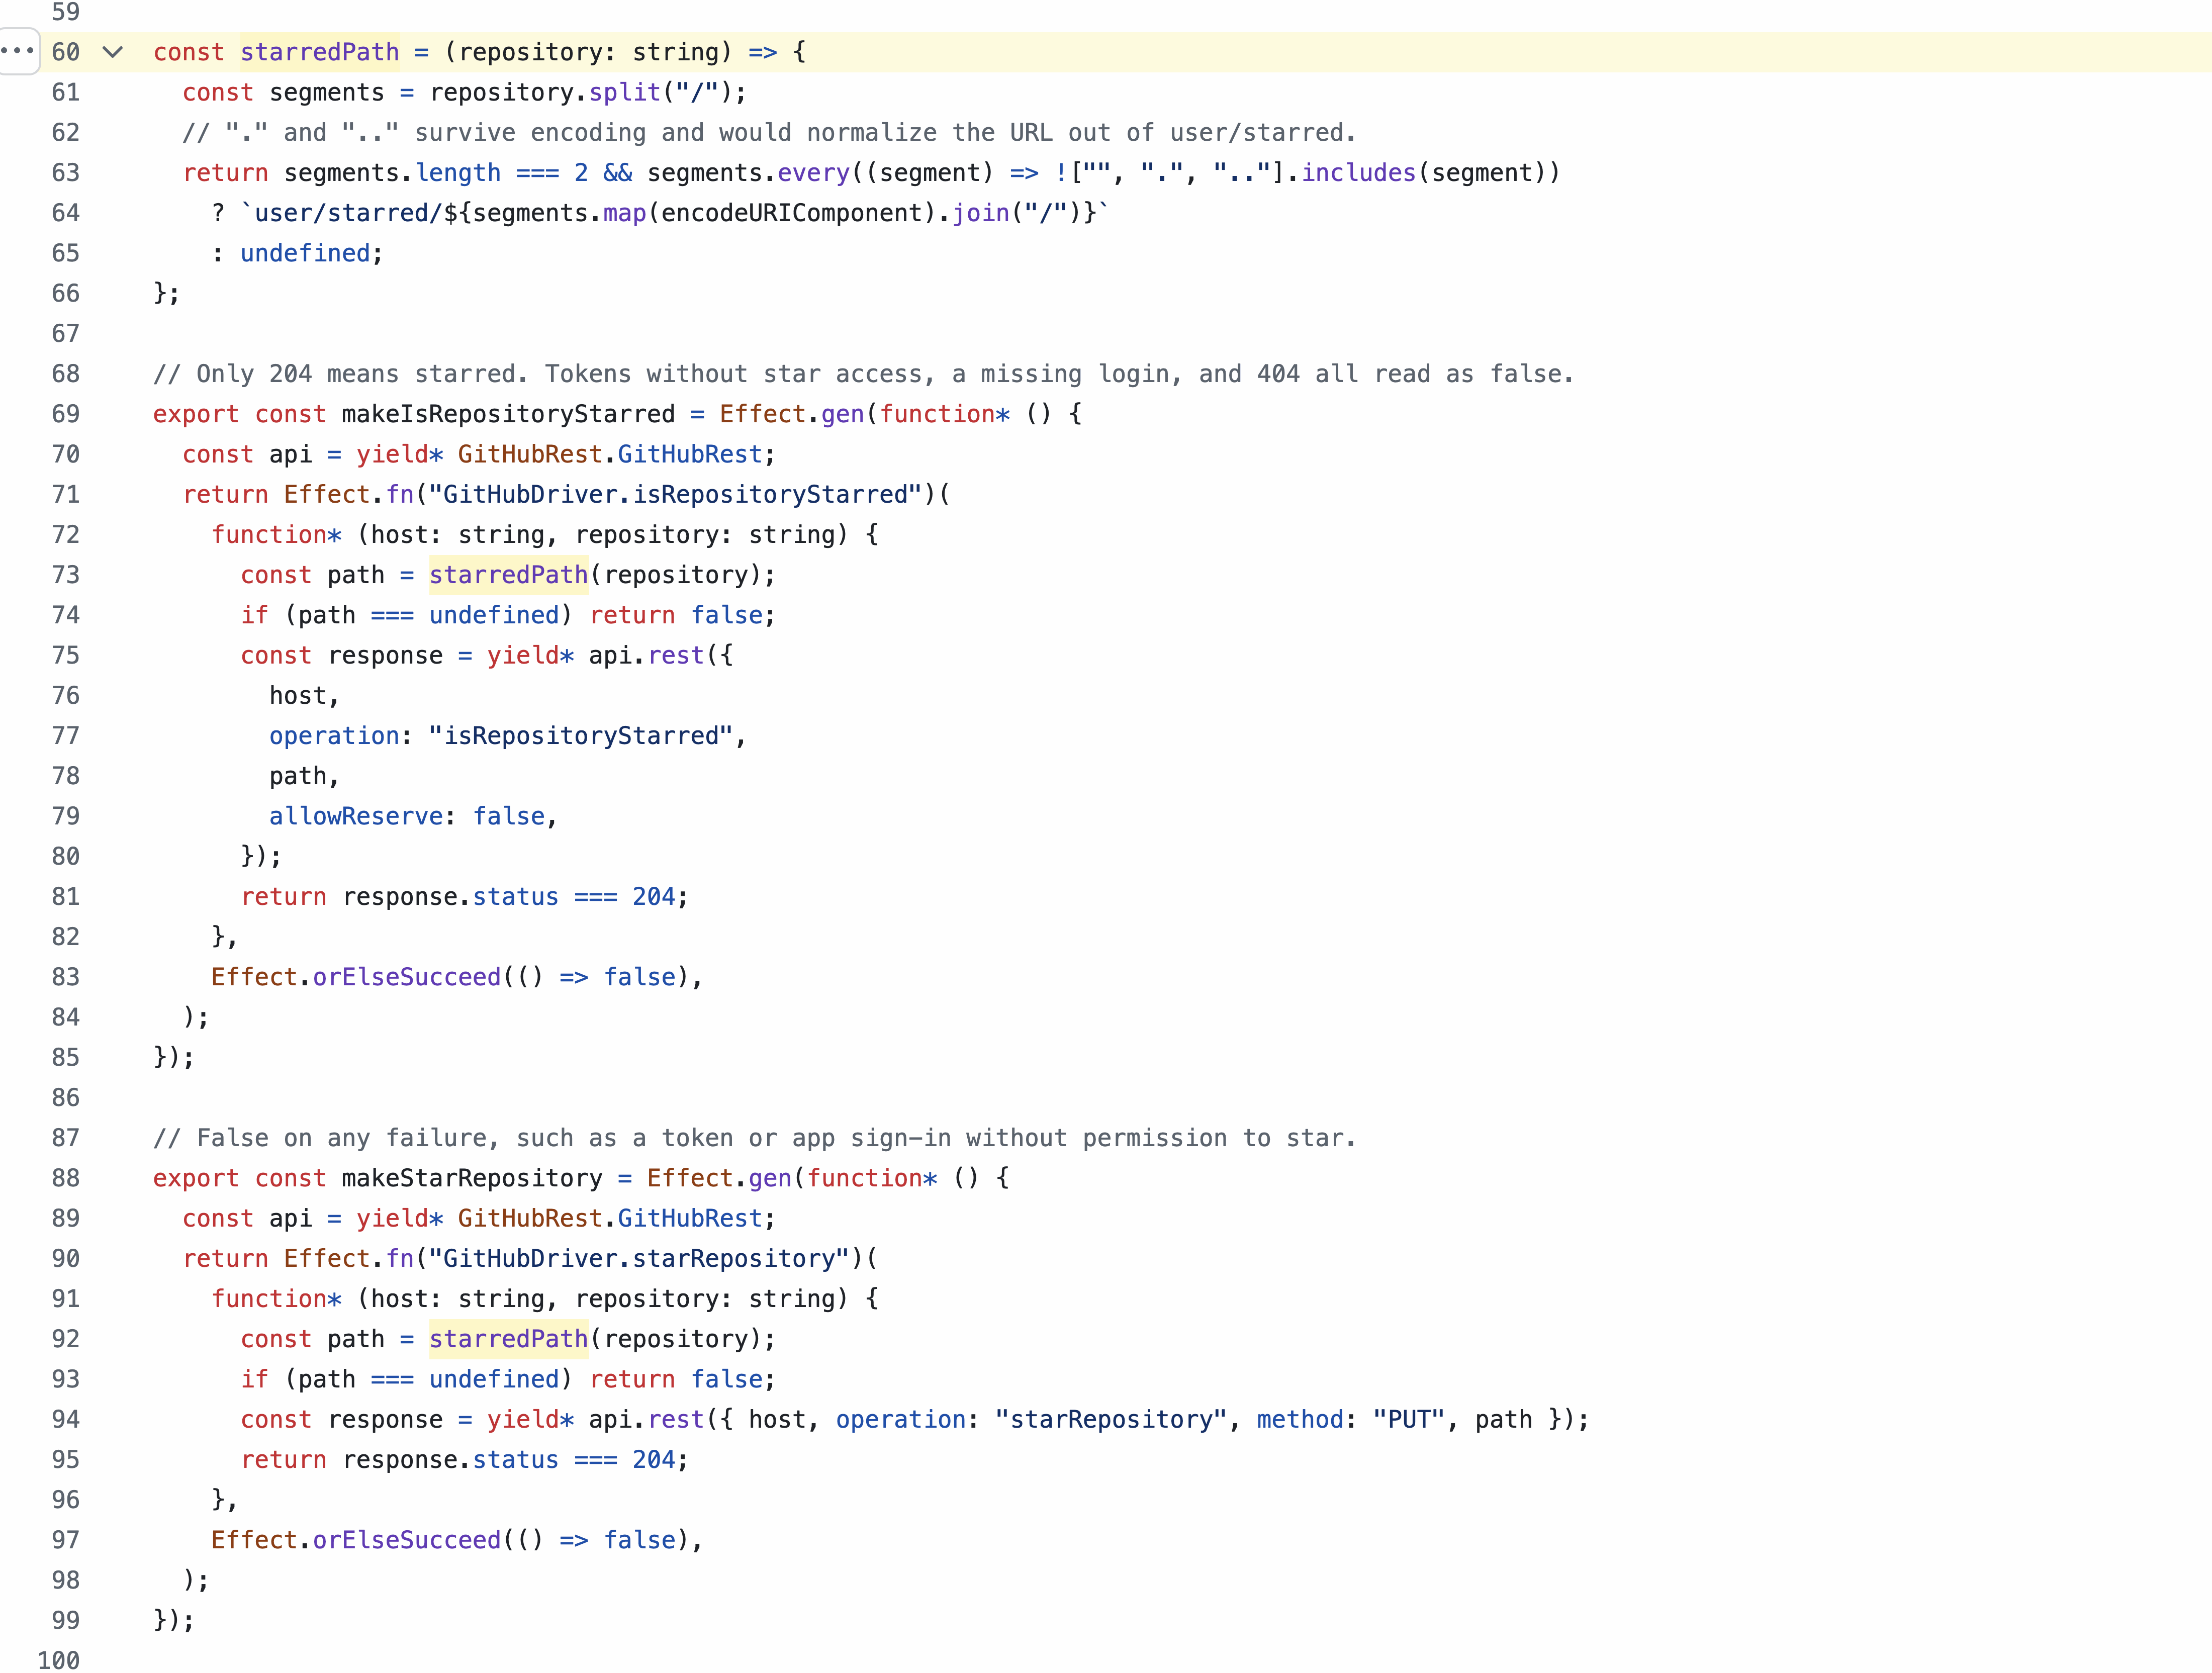 59
60 const starredPath = (repository: string) => {
61 const segments = repository.split("/");
62 // "." and ".." survive encoding and would normalize the URL out of user/starred.
63 return segments.length === 2 && segments.every((segment) => !["", ".", ".."].includes(segment))
64 ? `user/starred/${segments.map(encodeURIComponent).join("/")}`
65 : undefined;
66 };
67
68 // Only 204 means starred. Tokens without star access, a missing login, and 404 all read as false.
69 export const makeIsRepositoryStarred = Effect.gen(function* () {
70 const api = yield* GitHubRest.GitHubRest;
71 return Effect.fn("GitHubDriver.isRepositoryStarred")(
72 function* (host: string, repository: string) {
73 const path = starredPath(repository);
74 if (path === undefined) return false;
75 const response = yield* api.rest({
76 host,
77 operation: "isRepositoryStarred",
78 path,
79 allowReserve: false,
80 });
81 return response.status === 204;
82 },
83 Effect.orElseSucceed(() => false),
84 );
85 });
86
87 // False on any failure, such as a token or app sign-in without permission to star.
88 export const makeStarRepository = Effect.gen(function* () {
89 const api = yield* GitHubRest.GitHubRest;
90 return Effect.fn("GitHubDriver.starRepository")(
91 function* (host: string, repository: string) {
92 const path = starredPath(repository);
93 if (path === undefined) return false;
94 const response = yield* api.rest({ host, operation: "starRepository", method: "PUT", path });
95 return response.status === 204;
96 },
97 Effect.orElseSucceed(() => false),
98 );
99 });
100